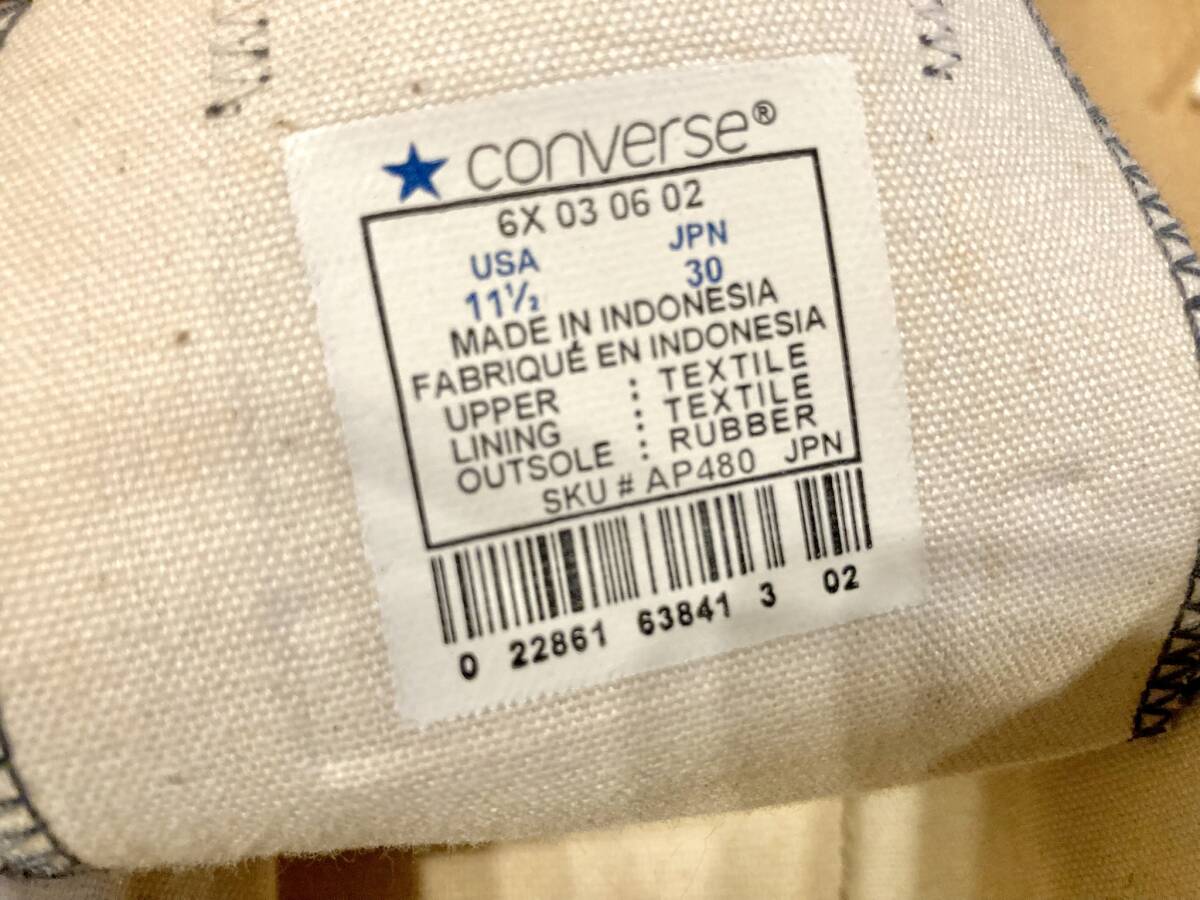 converse®
6X 03 06 02
USA JPN
11½ 30
MADE IN INDONESIA
FABRIQUÉ EN INDONESIA
UPPER : TEXTILE
LINING : TEXTILE
OUTSOLE : RUBBER
SKU # AP480 JPN
0 22861 63841 3 02